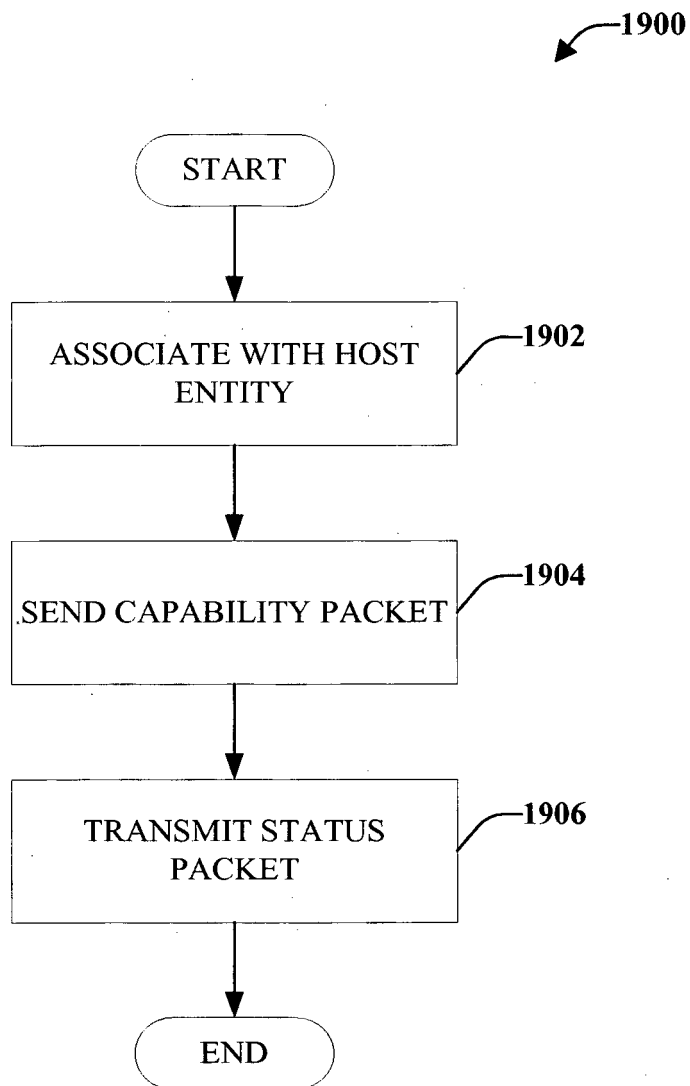 1900
START
ASSOCIATE WITH HOST
ENTITY
1902
SEND CAPABILITY PACKET
1904
TRANSMIT STATUS
PACKET
1906
END